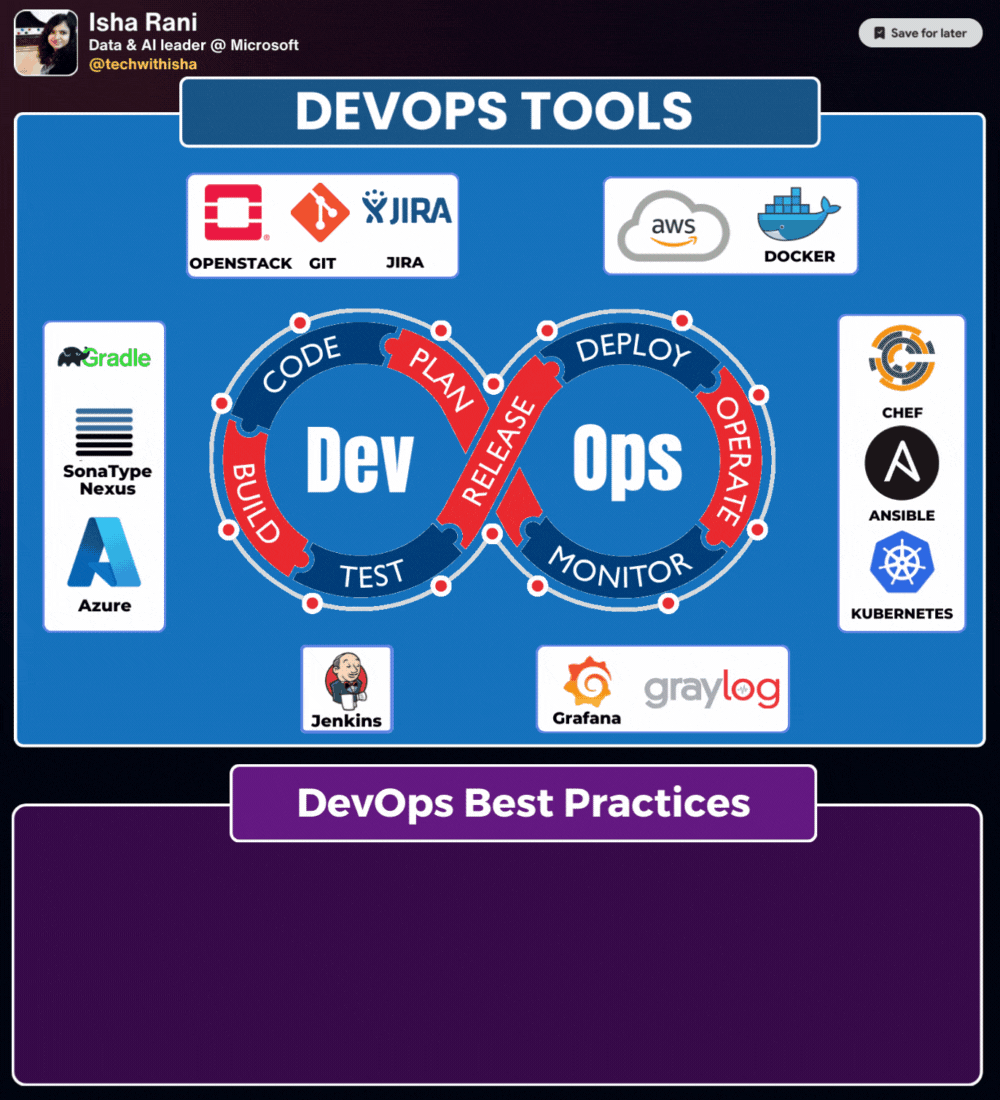 Isha Rani
Data & AI leader @ Microsoft
@techwithisha
Save for later
DEVOPS TOOLS
OPENSTACK
GIT
JIRA
JIRA
aws
DOCKER
Gradle
SonaType
Nexus
Azure
CODE
PLAN
BUILD
TEST
RELEASE
DEPLOY
OPERATE
MONITOR
Dev
Ops
CHEF
ANSIBLE
KUBERNETES
Jenkins
Grafana
graylog
DevOps Best Practices